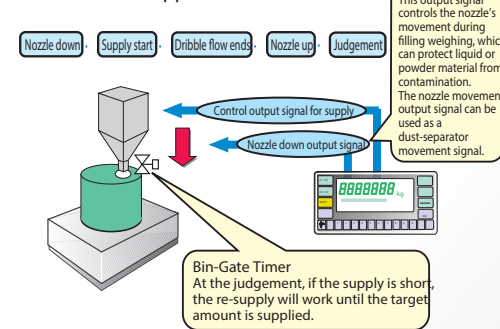 This output signal
controls the nozzle's
movement during
filling weighing, which
can protect liquid or
powder material from
contamination.
The nozzle movement
output signal can be
used as a
dust-separator
movement signal.
Nozzle down · Supply start · Dribble flow ends · Nozzle up · Judgement
Control output signal for supply
Nozzle down output signal
8888888 kg
Bin-Gate Timer
At the judgement, if the supply is short,
the re-supply will work until the target
amount is supplied.